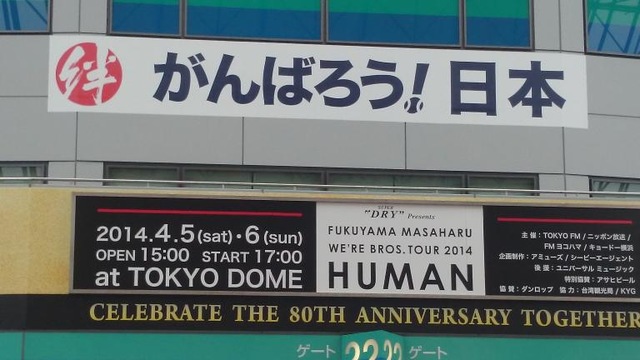 絆 がんばろう!日本
2014.4.5(sat)・6(sun)
OPEN 15:00 START 17:00
at TOKYO DOME
"DRY" Presents
FUKUYAMA MASAHARU
WE'RE BROS. TOUR 2014
HUMAN
主 催：TOKYO FM / ニッポン放送 /
FM ヨコハマ / キョードー横浜
企画制作：アミューズ / シーピーエージェント
後 援：ユニバーサル ミュージック
特別協賛：アサヒビール
協 賛：ダンロップ 協 力：台湾観光局 / KYG
CELEBRATE THE 80TH ANNIVERSARY TOGETHER
ゲート 22 ゲート